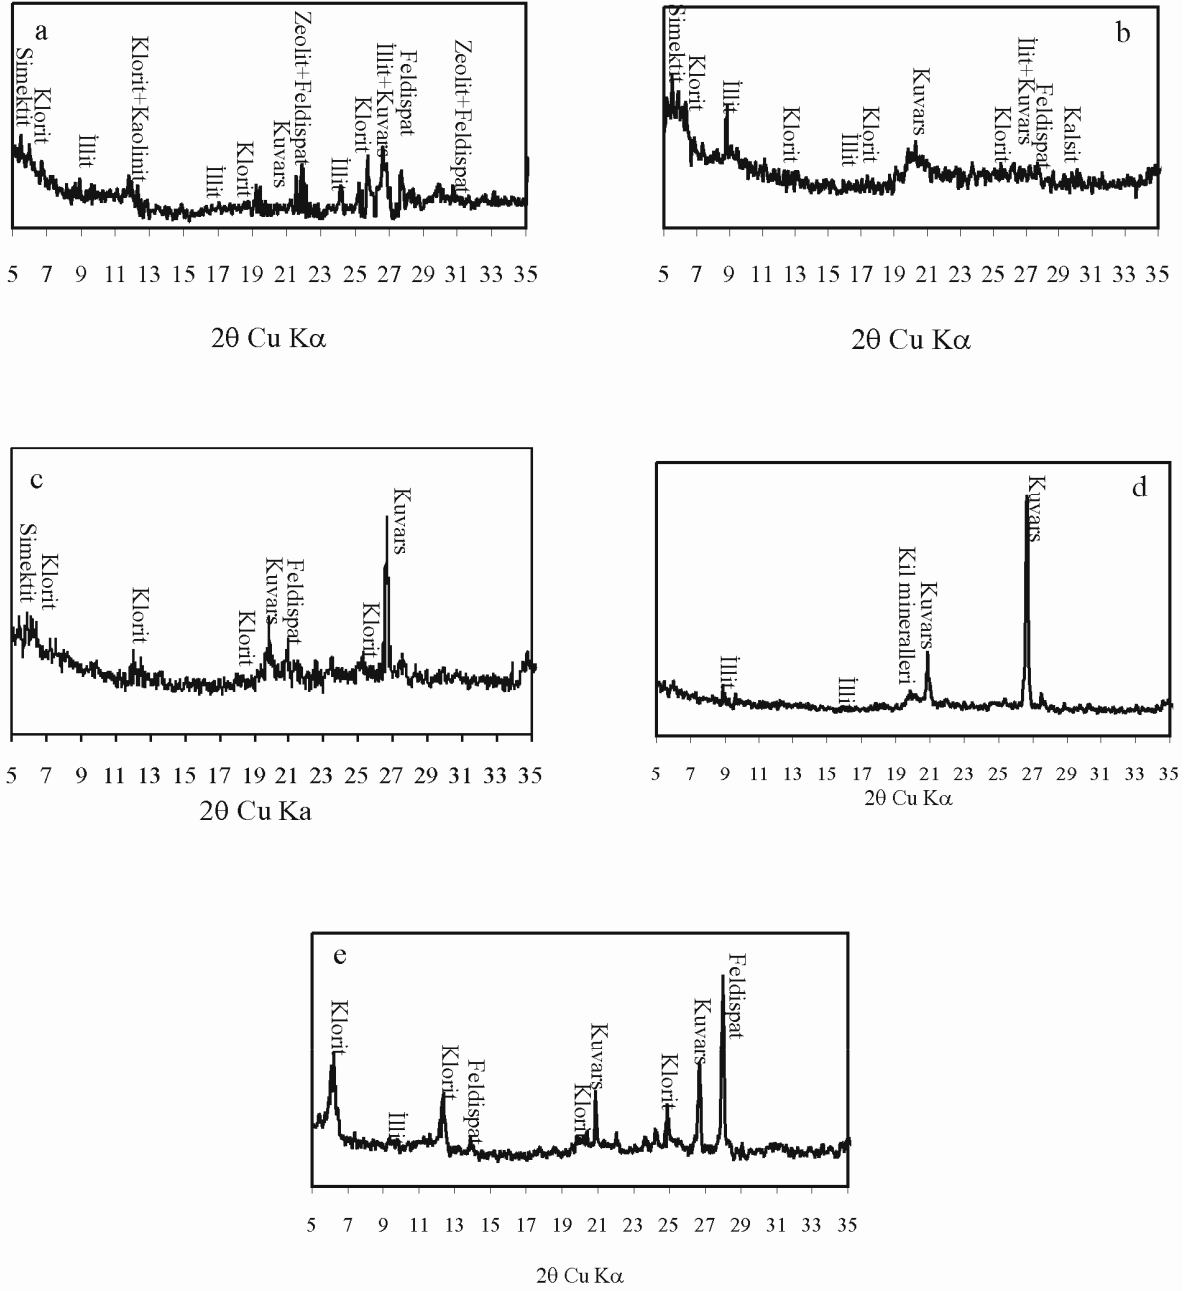 a
Simektit
Klorit
İllit
Klorit+Kaolinit
İllit
Klorit
Kuvars
Zeolit+Feldispat
İllit
Klorit
İllit+Kuvars
Feldispat
Zeolit+Feldispat
5 7 9 11 13 15 17 19 21 23 25 27 29 31 33 35
2θ Cu Kα
b
Simektit
Klorit
İllit
Klorit
İllit
Klorit
Kuvars
Klorit
İlit+Kuvars
Feldispat
Kalsit
5 7 9 11 13 15 17 19 21 23 25 27 29 31 33 35
2θ Cu Kα
c
Simektit
Klorit
Klorit
Klorit
Kuvars
Feldispat
Klorit
Kuvars
5 7 9 11 13 15 17 19 21 23 25 27 29 31 33 35
2θ Cu Ka
d
İllit
İlli
Kil mineralleri
Kuvars
Kuvars
5 7 9 11 13 15 17 19 21 23 25 27 29 31 33 35
2θ Cu Kα
e
Klorit
İllit
Klorit
Feldispat
Klorit
Kuvars
Klorit
Kuvars
Feldispat
5 7 9 11 13 15 17 19 21 23 25 27 29 31 33 35
2θ Cu Kα